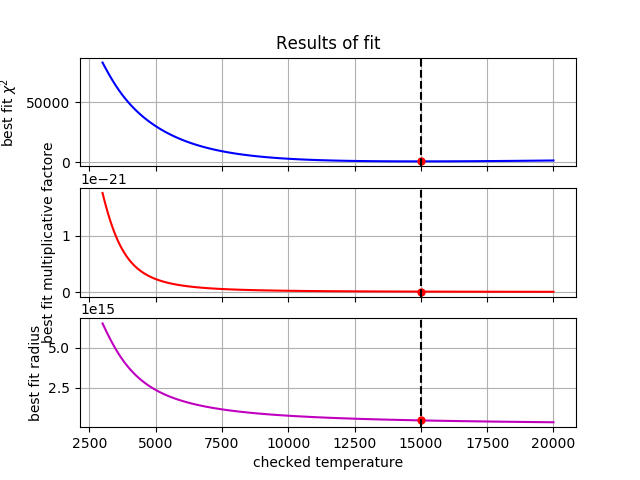 Results of fit
best fit χ²
50000
0
1e−21
best fit multiplicative factore
1
0
1e15
best fit radius
5.0
2.5
2500 5000 7500 10000 12500 15000 17500 20000
checked temperature